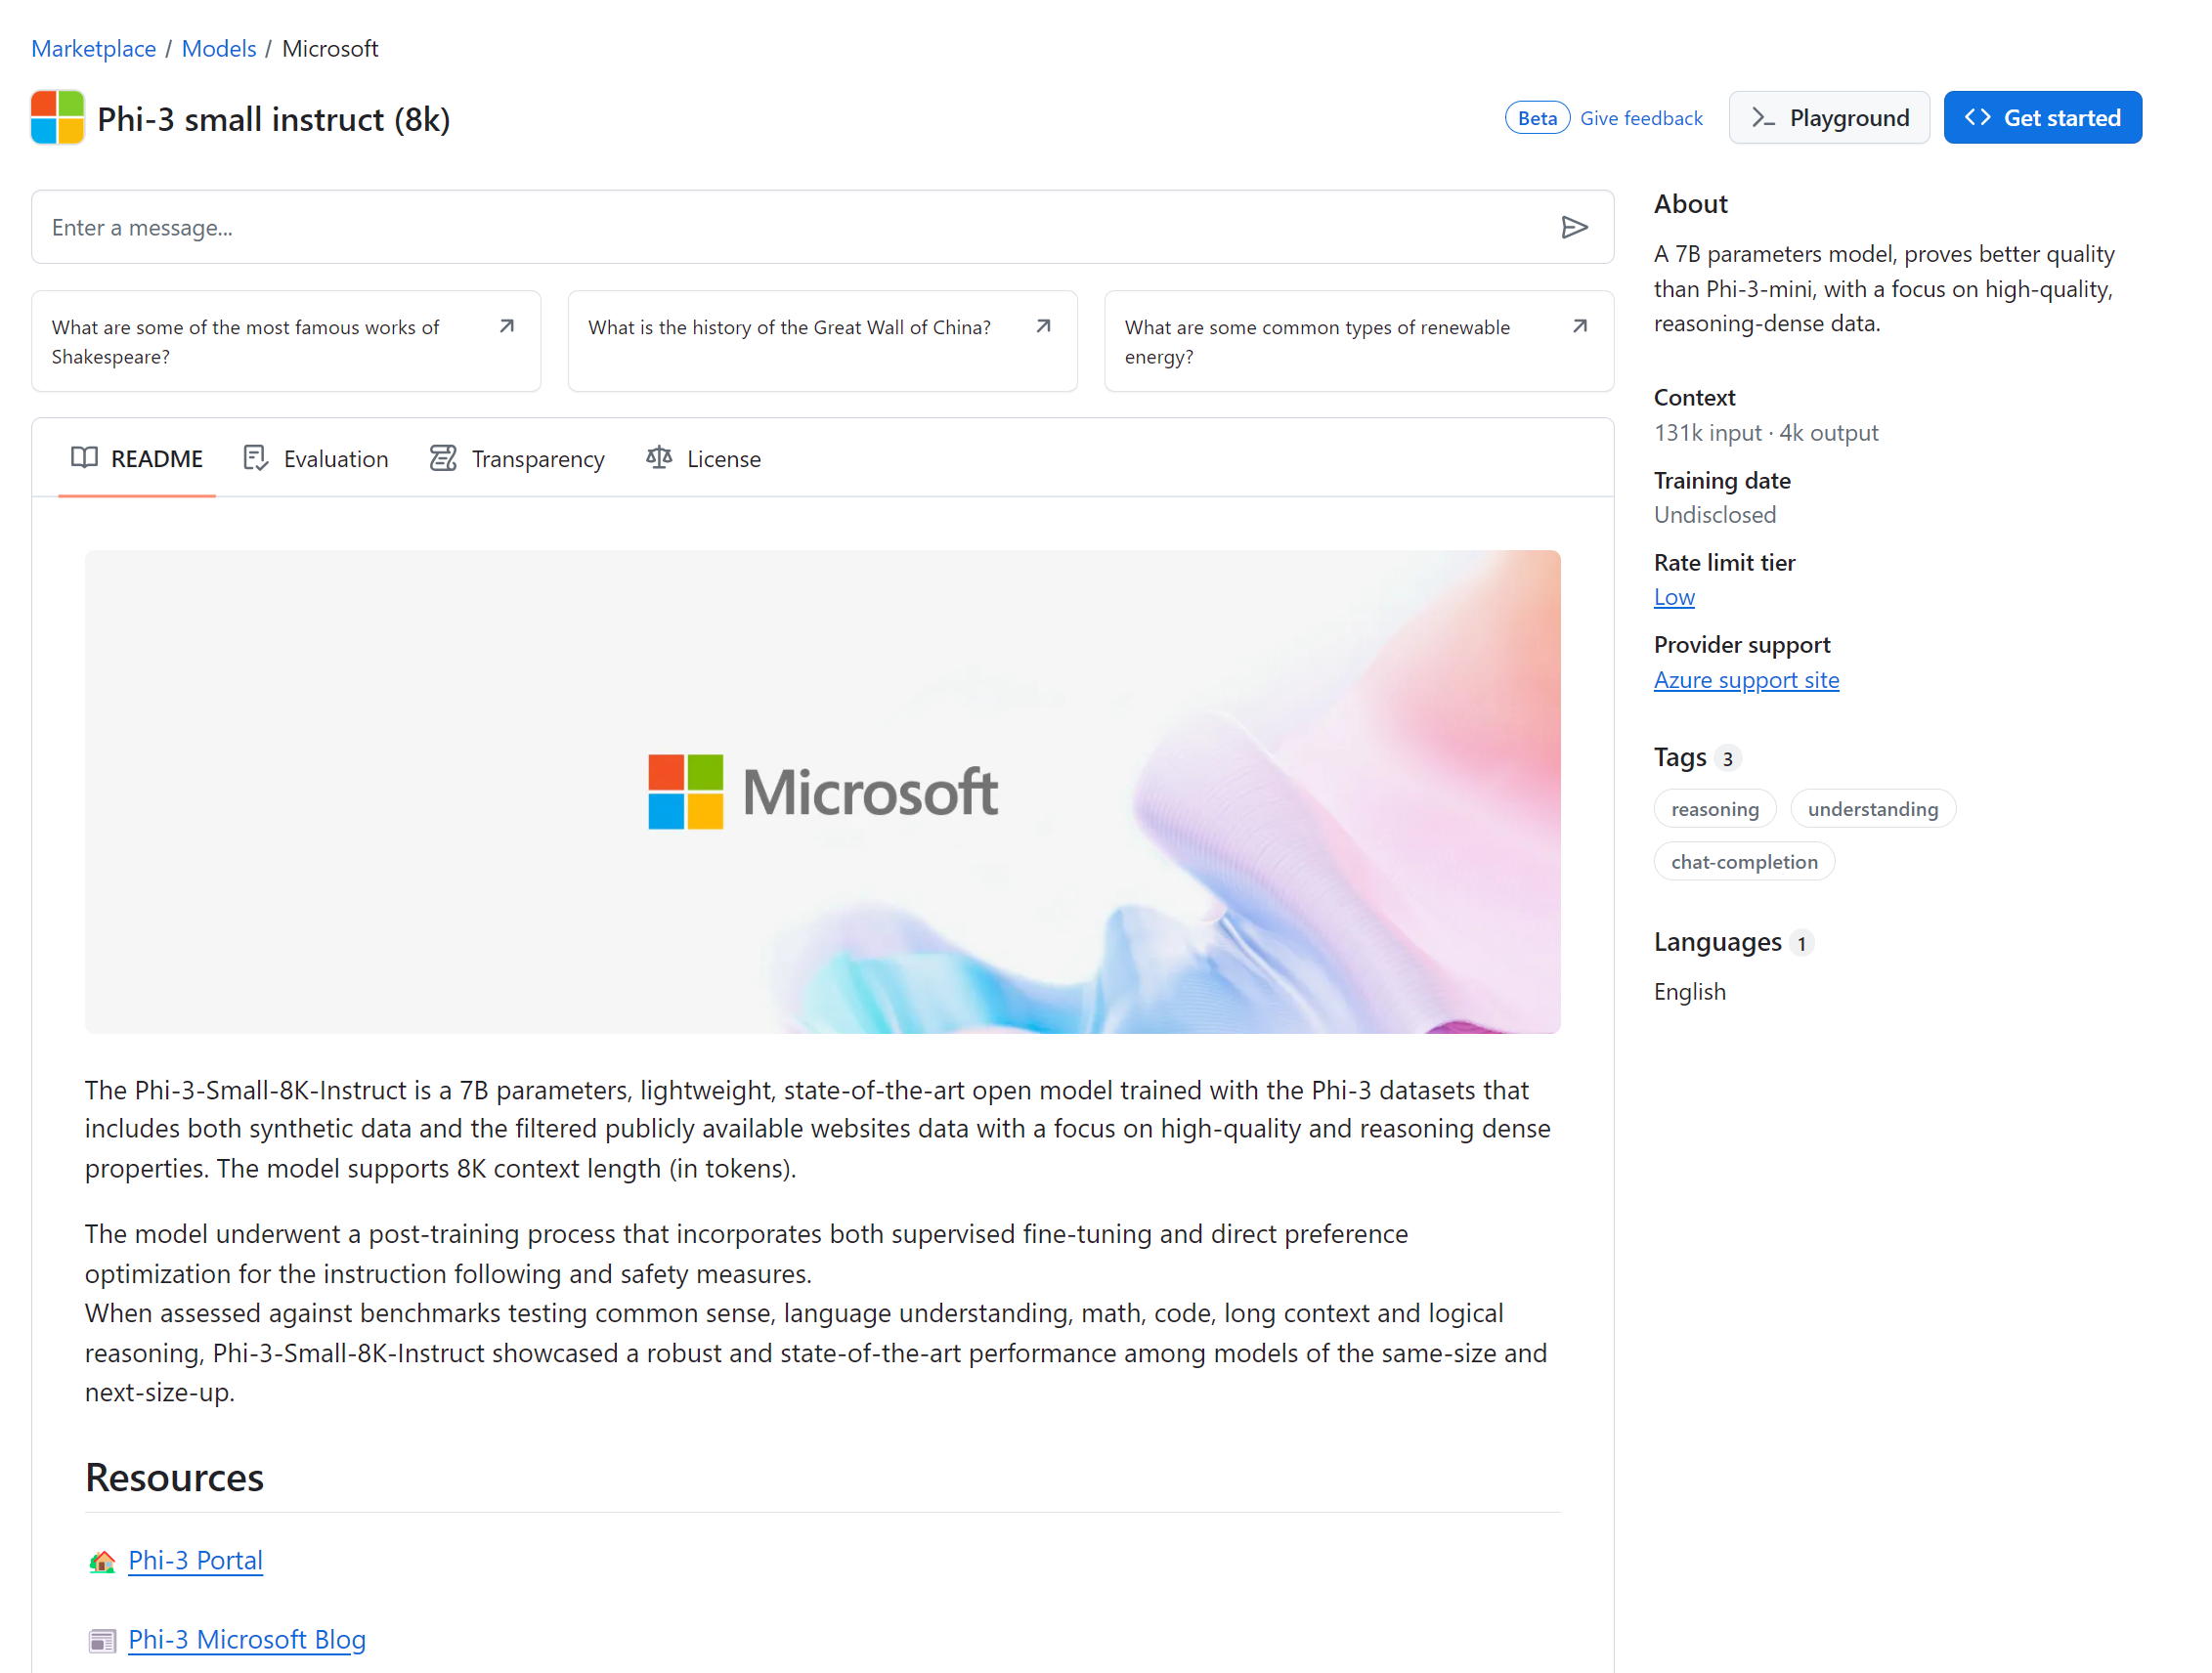 Marketplace / Models / Microsoft
Phi-3 small instruct (8k)
Beta Give feedback Playground Get started
Enter a message...
What are some of the most famous works of
Shakespeare?
What is the history of the Great Wall of China?
What are some common types of renewable
energy?
README Evaluation Transparency License
Microsoft
The Phi-3-Small-8K-Instruct is a 7B parameters, lightweight, state-of-the-art open model trained with the Phi-3 datasets that
includes both synthetic data and the filtered publicly available websites data with a focus on high-quality and reasoning dense
properties. The model supports 8K context length (in tokens).
The model underwent a post-training process that incorporates both supervised fine-tuning and direct preference
optimization for the instruction following and safety measures.
When assessed against benchmarks testing common sense, language understanding, math, code, long context and logical
reasoning, Phi-3-Small-8K-Instruct showcased a robust and state-of-the-art performance among models of the same-size and
next-size-up.
Resources
Phi-3 Portal
Phi-3 Microsoft Blog
About
A 7B parameters model, proves better quality
than Phi-3-mini, with a focus on high-quality,
reasoning-dense data.
Context
131k input · 4k output
Training date
Undisclosed
Rate limit tier
Low
Provider support
Azure support site
Tags 3
reasoning understanding
chat-completion
Languages 1
English